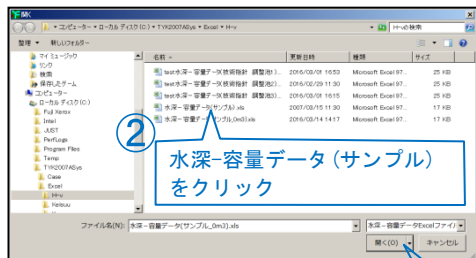 開く
« コンピューター ▸ ローカル ディスク (C:) ▸ TYK2007ASys ▸ Excel ▸ H-v
H-vの検索
整理 ▼ 新しいフォルダー
名前 更新日時 種類 サイズ
マイ ミュージック
リンク
検索
保存したゲーム
コンピューター
ローカル ディスク (C:)
Fuji Xerox
Intel
JUST
PerfLogs
Program Files
Temp
TYK2007ASys
Case
Excel
H-v
Keisuu
test水深-容量データ(技術指針 調整池1)... 2016/03/01 16:53 Microsoft Excel 97... 25 KB
test水深-容量データ(技術指針 調整池2)... 2016/02/29 11:30 Microsoft Excel 97... 25 KB
test水深-容量データ(技術指針 調整池3)... 2016/03/01 16:15 Microsoft Excel 97... 25 KB
水深-容量データ(サンプル).xls 2007/03/15 11:30 Microsoft Excel 97... 17 KB
水深-容量データ(サンプル_0m3).xls 2016/03/14 14:17 Microsoft Excel 97... 17 KB
②
水深-容量データ(サンプル)
をクリック
ファイル名(N): 水深-容量データ(サンプル_0m3).xls
水深-容量データExcelファイル
開く(O)
キャンセル